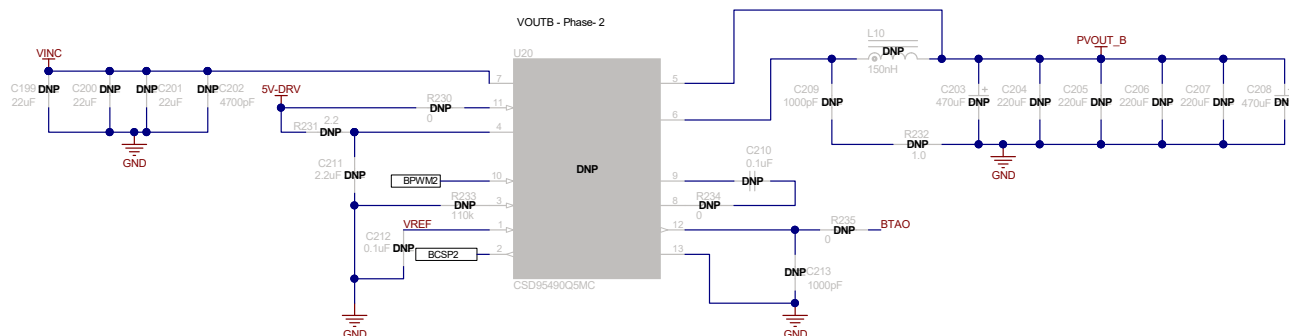 VOUTB - Phase- 2
VINC
C199
DNP
22uF
C200
DNP
22uF
C201
DNP
22uF
C202
DNP
4700pF
GND
5V-DRV
R230
DNP
0
R231
2.2
DNP
C211
2.2uF
DNP
BPWM2
R233
DNP
110k
VREF
C212
0.1uF
DNP
BCSP2
GND
U20
7
11
4
10
3
1
2
DNP
5
6
9
8
12
13
CSD95490Q5MC
L10
DNP
150nH
PVOUT_B
C209
1000pF
DNP
R232
DNP
1.0
C203
470uF
DNP
+
C204
220uF
DNP
C205
220uF
DNP
C206
220uF
DNP
C207
220uF
DNP
C208
470uF
DN
GND
C210
0.1uF
DNP
R234
DNP
0
R235
DNP
0
BTAO
C213
DNP
1000pF
GND